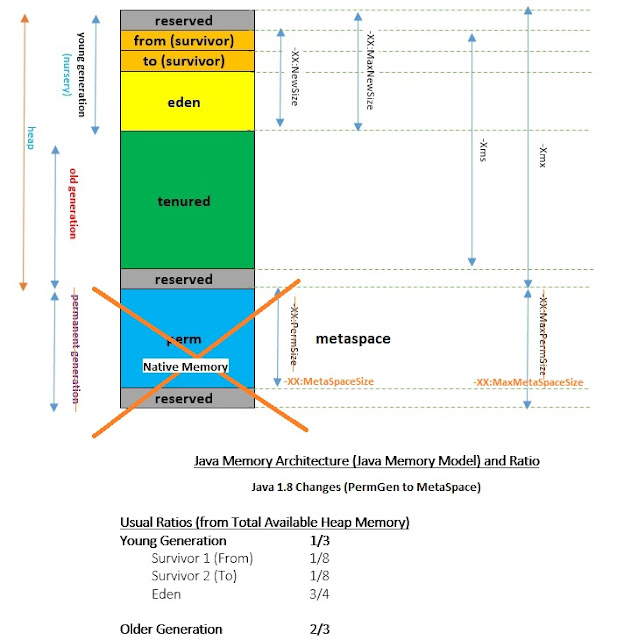 reserved
from (survivor)
to (survivor)
eden
tenured
reserved
perm
Native Memory
reserved
heap
young generation
(nursery)
old generation
permanent generation
-XX:NewSize
-XX:MaxNewSize
-Xms
-Xmx
-XX:PermSize
metaspace
-XX:MaxPermSize
-XX:MetaSpaceSize
-XX:MaxMetaSpaceSize
Java Memory Architecture (Java Memory Model) and Ratio
Java 1.8 Changes (PermGen to MetaSpace)
Usual Ratios (from Total Available Heap Memory)
Young Generation 1/3
Survivor 1 (From) 1/8
Survivor 2 (To) 1/8
Eden 3/4
Older Generation 2/3